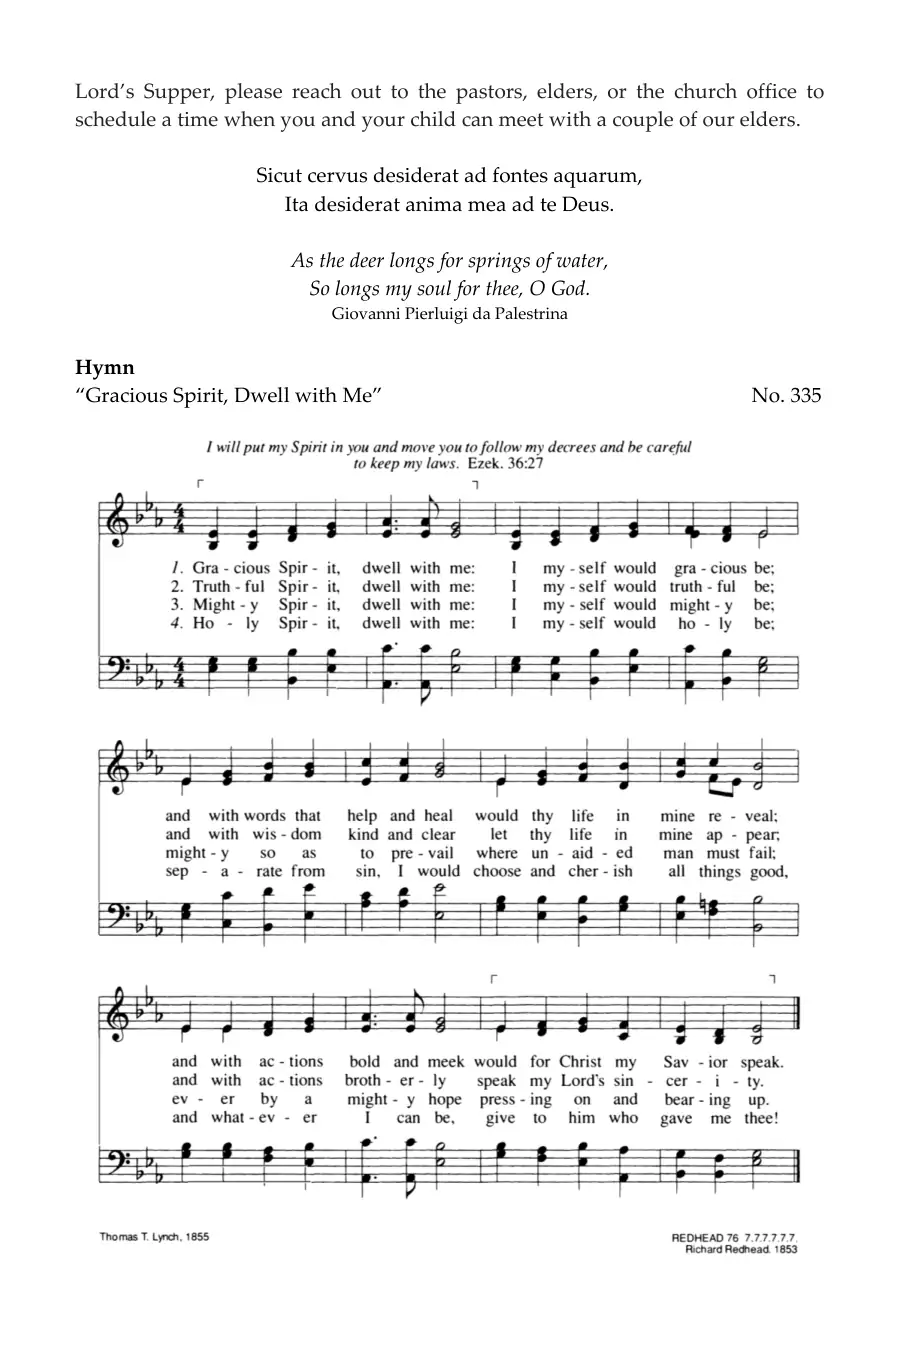 Lord’s Supper, please reach out to the pastors, elders, or the church office to
schedule a time when you and your child can meet with a couple of our elders.
Sicut cervus desiderat ad fontes aquarum,
Ita desiderat anima mea ad te Deus.
As the deer longs for springs of water,
So longs my soul for thee, O God.
Giovanni Pierluigi da Palestrina
Hymn
“Gracious Spirit, Dwell with Me” No. 335
I will put my Spirit in you and move you to follow my decrees and be careful
to keep my laws. Ezek. 36:27
1. Gra - cious Spir - it, dwell with me: I my - self would gra - cious be;
2. Truth - ful Spir - it, dwell with me: I my - self would truth - ful be;
3. Might - y Spir - it, dwell with me: I my - self would might - y be;
4. Ho - ly Spir - it, dwell with me: I my - self would ho - ly be;
and with words that help and heal would thy life in mine re - veal;
and with wis - dom kind and clear let thy life in mine ap - pear;
might - y so as to pre - vail where un - aid - ed man must fail;
sep - a - rate from sin, I would choose and cher - ish all things good,
and with ac - tions bold and meek would for Christ my Sav - ior speak.
and with ac - tions broth - er - ly speak my Lord's sin - cer - i - ty.
ev - er by a might - y hope press - ing on and bear - ing up.
and what - ev - er I can be, give to him who gave me thee!
Thomas T. Lynch, 1855 REDHEAD 76 7.7.7.7.7.7.
Richard Redhead, 1853